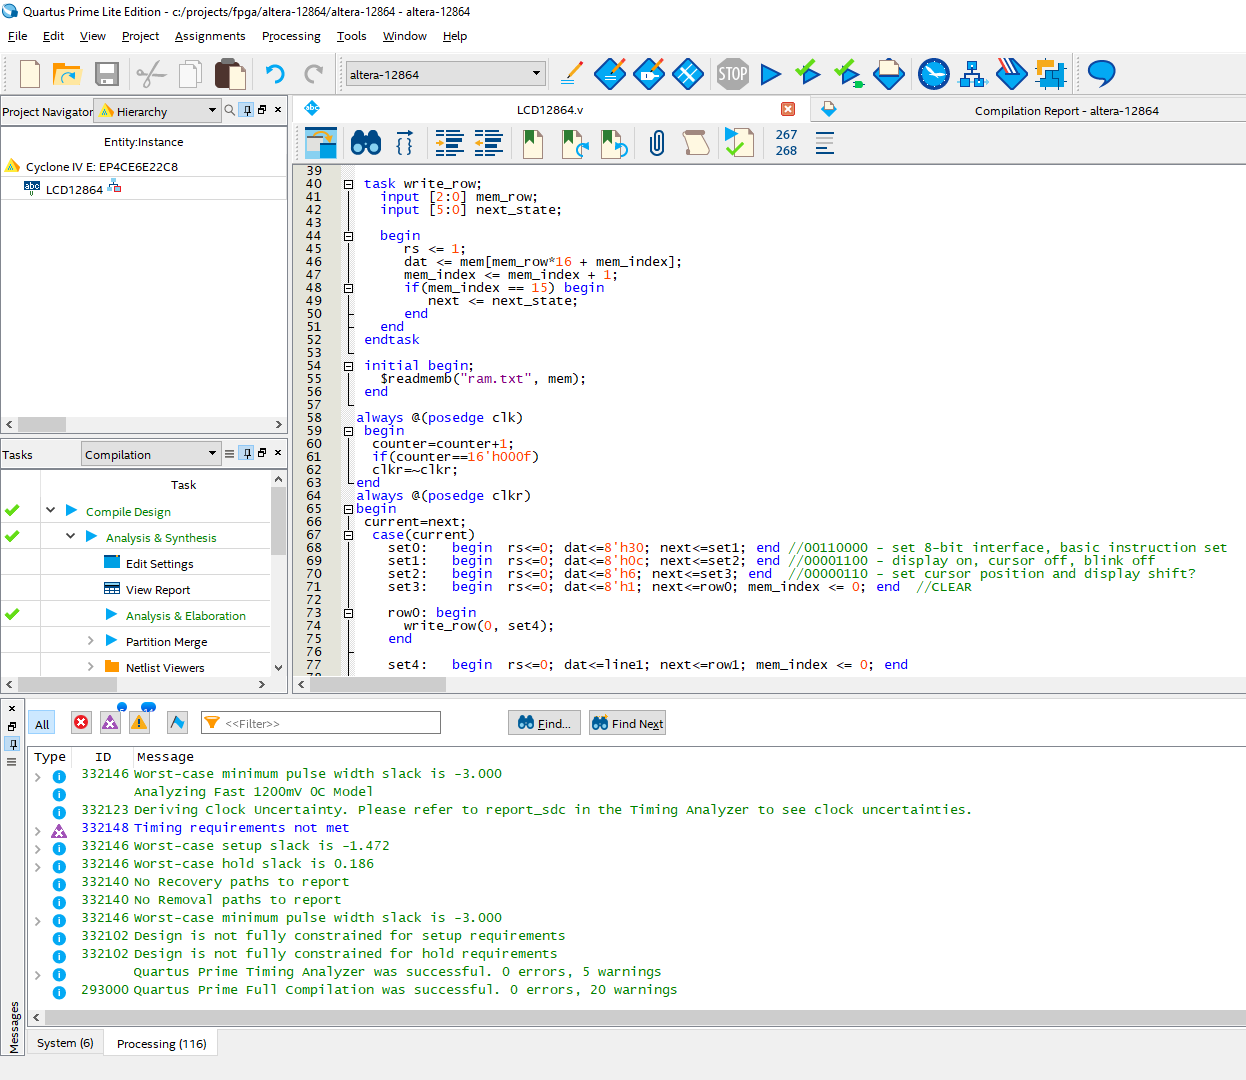 Quartus Prime Lite Edition - c:/projects/fpga/altera-12864/altera-12864 - altera-12864
File Edit View Project Assignments Processing Tools Window Help
altera-12864
STOP
Project Navigator Hierarchy
Entity:Instance
Cyclone IV E: EP4CE6E22C8
abc LCD12864
Tasks Compilation
Task
Compile Design
Analysis & Synthesis
Edit Settings
View Report
Analysis & Elaboration
Partition Merge
Netlist Viewers
abc LCD12864.v
Compilation Report - altera-12864
267
268
39
40 task write_row;
41 input [2:0] mem_row;
42 input [5:0] next_state;
43
44 begin
45 rs <= 1;
46 dat <= mem[mem_row*16 + mem_index];
47 mem_index <= mem_index + 1;
48 if(mem_index == 15) begin
49 next <= next_state;
50 end
51 end
52 endtask
53
54 initial begin;
55 $readmemb("ram.txt", mem);
56 end
57
58 always @(posedge clk)
59 begin
60 counter=counter+1;
61 if(counter==16'h000f)
62 clkr=~clkr;
63 end
64 always @(posedge clkr)
65 begin
66 current=next;
67 case(current)
68 set0: begin rs<=0; dat<=8'h30; next<=set1; end //00110000 - set 8-bit interface, basic instruction set
69 set1: begin rs<=0; dat<=8'h0c; next<=set2; end //00001100 - display on, cursor off, blink off
70 set2: begin rs<=0; dat<=8'h6; next<=set3; end //00000110 - set cursor position and display shift?
71 set3: begin rs<=0; dat<=8'h1; next<=row0; mem_index <= 0; end //CLEAR
72
73 row0: begin
74 write_row(0, set4);
75 end
76
77 set4: begin rs<=0; dat<=line1; next<=row1; mem_index <= 0; end
All <<Filter>> Find... Find Next
Type ID Message
332146 Worst-case minimum pulse width slack is -3.000
Analyzing Fast 1200mV 0C Model
332123 Deriving Clock Uncertainty. Please refer to report_sdc in the Timing Analyzer to see clock uncertainties.
332148 Timing requirements not met
332146 Worst-case setup slack is -1.472
332146 Worst-case hold slack is 0.186
332140 No Recovery paths to report
332140 No Removal paths to report
332146 Worst-case minimum pulse width slack is -3.000
332102 Design is not fully constrained for setup requirements
332102 Design is not fully constrained for hold requirements
Quartus Prime Timing Analyzer was successful. 0 errors, 5 warnings
293000 Quartus Prime Full Compilation was successful. 0 errors, 20 warnings
Messages
System (6) Processing (116)